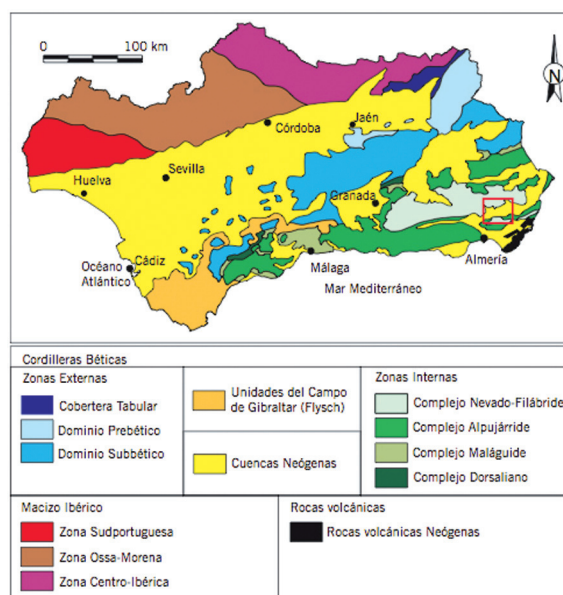 0 100 km
N
Jaén
Córdoba
Sevilla
Huelva
Granada
Cádiz
Océano
Atlántico
Almería
Málaga
Mar Mediterráneo
Cordilleras Béticas
Zonas Externas
Cobertera Tabular
Dominio Prebético
Dominio Subbético
Unidades del Campo
de Gibraltar (Flysch)
Cuencas Neógenas
Zonas Internas
Complejo Nevado-Filábride
Complejo Alpujárride
Complejo Maláguide
Complejo Dorsaliano
Macizo Ibérico
Zona Sudportuguesa
Zona Ossa-Morena
Zona Centro-Ibérica
Rocas volcánicas
Rocas volcánicas Neógenas